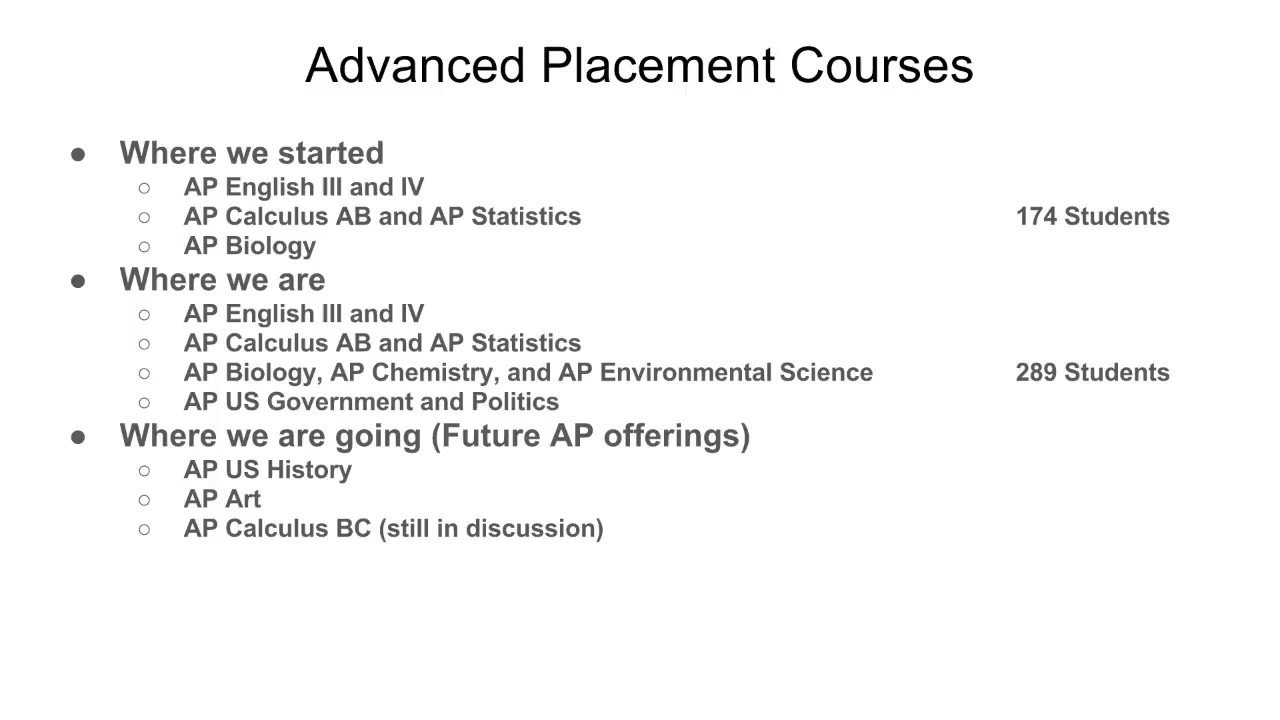 Advanced Placement Courses
● Where we started
○ AP English III and IV
○ AP Calculus AB and AP Statistics 174 Students
○ AP Biology
● Where we are
○ AP English III and IV
○ AP Calculus AB and AP Statistics
○ AP Biology, AP Chemistry, and AP Environmental Science 289 Students
○ AP US Government and Politics
● Where we are going (Future AP offerings)
○ AP US History
○ AP Art
○ AP Calculus BC (still in discussion)